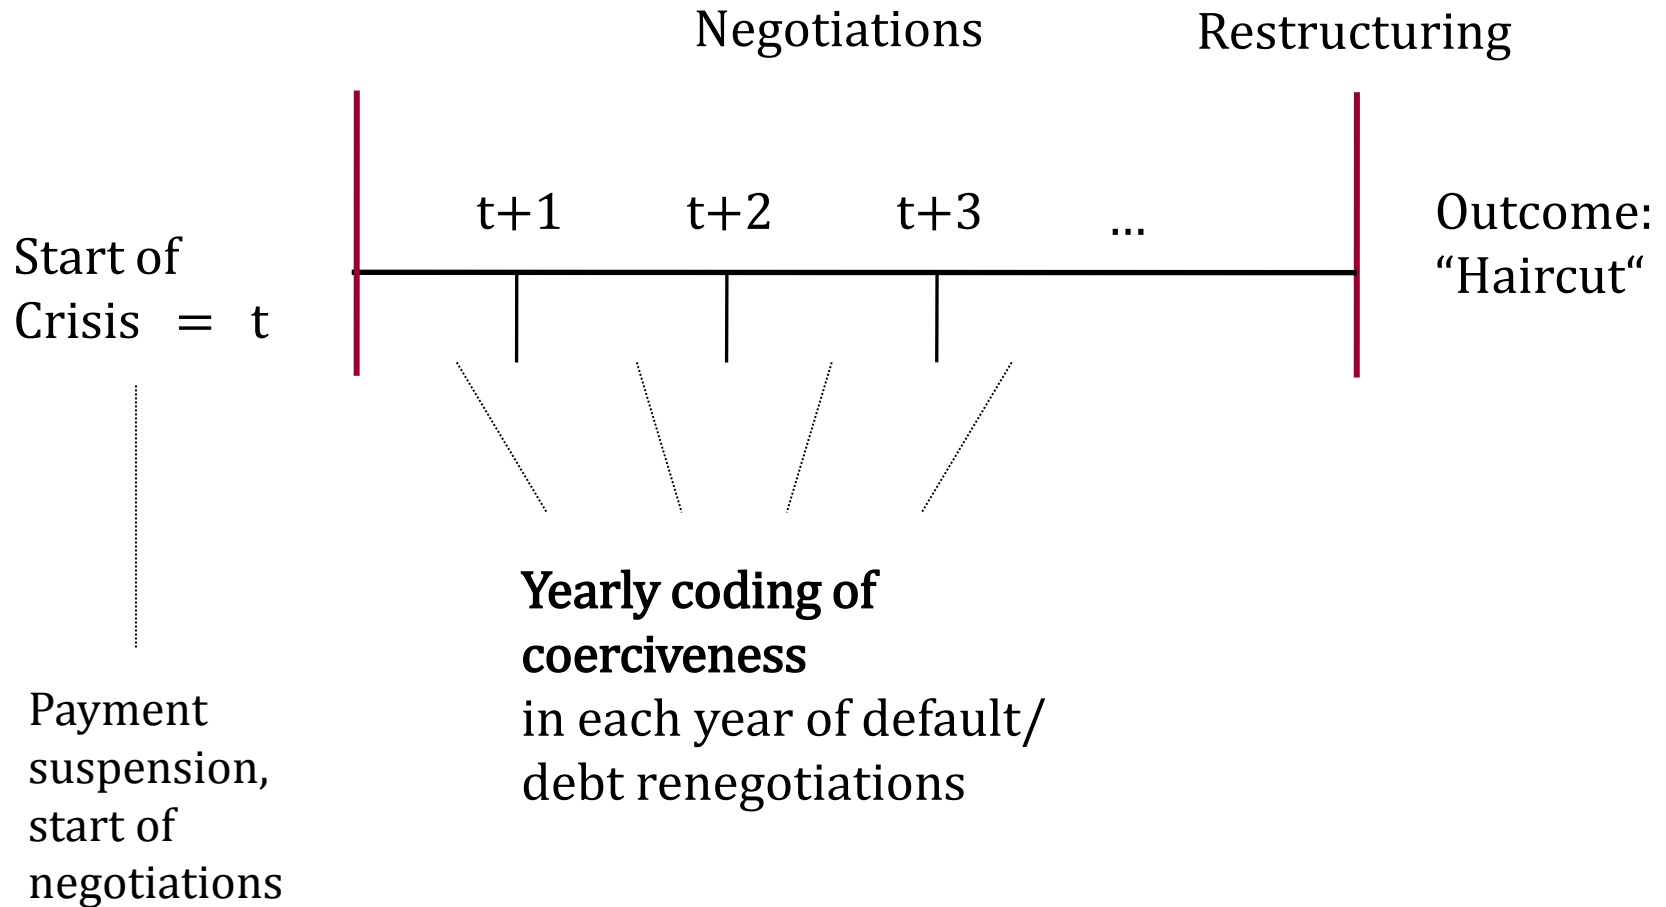 Negotiations
Restructuring
t+1
t+2
t+3
...
Start of
Crisis = t
Outcome:
“Haircut“
Yearly coding of
coerciveness
in each year of default/
debt renegotiations
Payment
suspension,
start of
negotiations